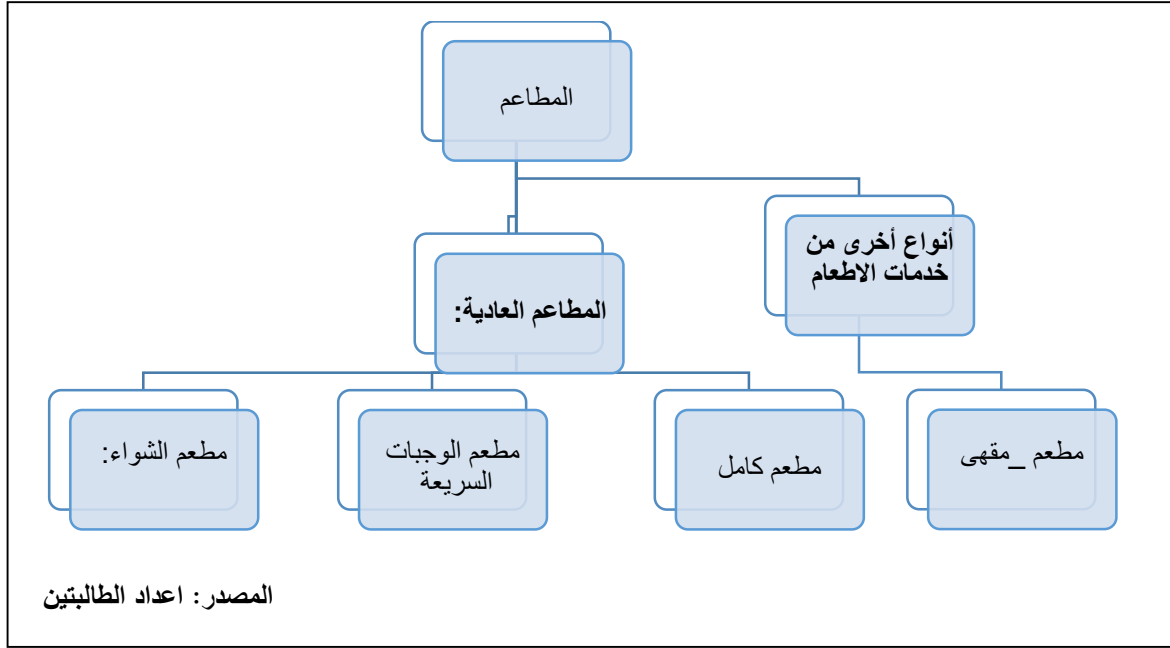 المطاعم
أنواع أخرى من
خدمات الاطعام
المطاعم العادية:
مطعم _مقهى
مطعم كامل
مطعم الوجبات
السريعة
مطعم الشواء:
المصدر: اعداد الطالبتين